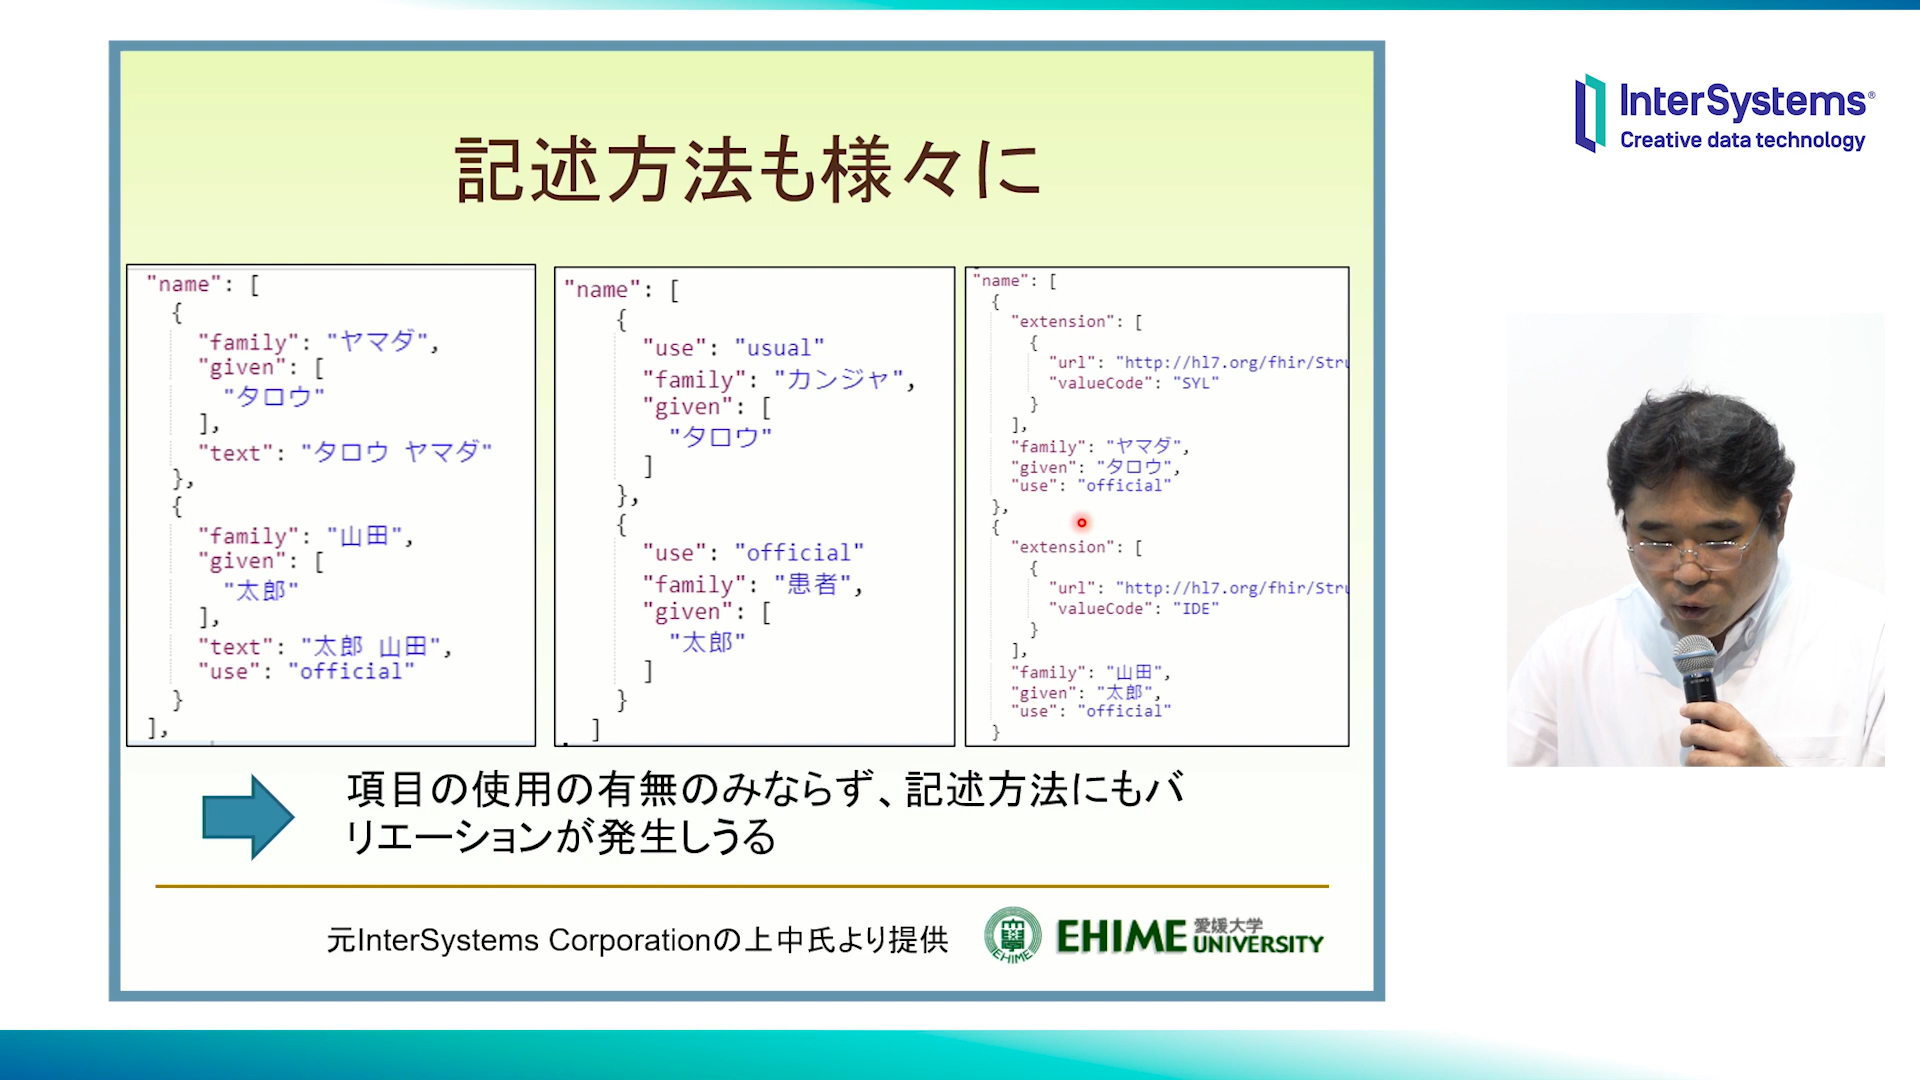 InterSystems®
Creative data technology
記述方法も様々に
"name": [
{
"family": "ヤマダ",
"given": [
"タロウ"
],
"text": "タロウ ヤマダ"
},
{
"family": "山田",
"given": [
"太郎"
],
"text": "太郎 山田",
"use": "official"
}
],
"name": [
{
"use": "usual"
"family": "カンジャ",
"given": [
"タロウ"
]
},
{
"use": "official"
"family": "患者",
"given": [
"太郎"
]
}
]
"name": [
{
"extension": [
{
"url": "http://hl7.org/fhir/Stru
"valueCode": "SYL"
}
],
"family": "ヤマダ",
"given": "タロウ",
"use": "official"
},
{
"extension": [
{
"url": "http://hl7.org/fhir/Stru
"valueCode": "IDE"
}
],
"family": "山田",
"given": "太郎",
"use": "official"
}
項目の使用の有無のみならず、記述方法にもバ
リエーションが発生しうる
元InterSystems Corporationの上中氏より提供
EHIME
EHIME 愛媛大学
UNIVERSITY